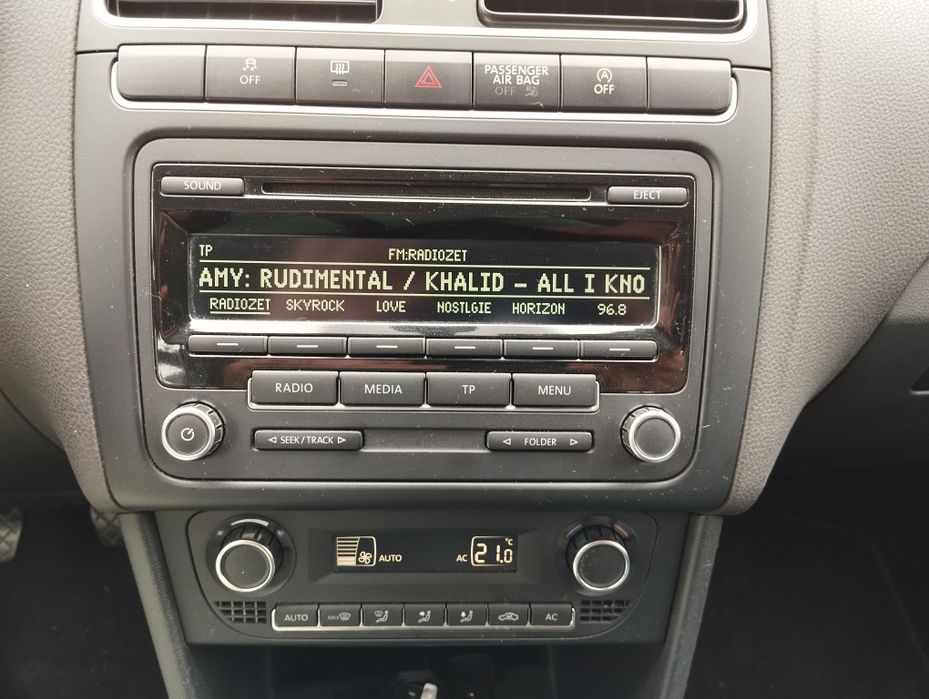 OFF
PASSENGER
AIR BAG
OFF
A
OFF
SOUND
EJECT
TP FM:RADIOZET
AMY: RUDIMENTAL / KHALID - ALL I KNO
RADIOZET SKYROCK LOVE NOSTLGIE HORIZON 96.8
RADIO MEDIA TP MENU
SEEK/TRACK FOLDER
AUTO AC 21.0 °C
AUTO MAX AC